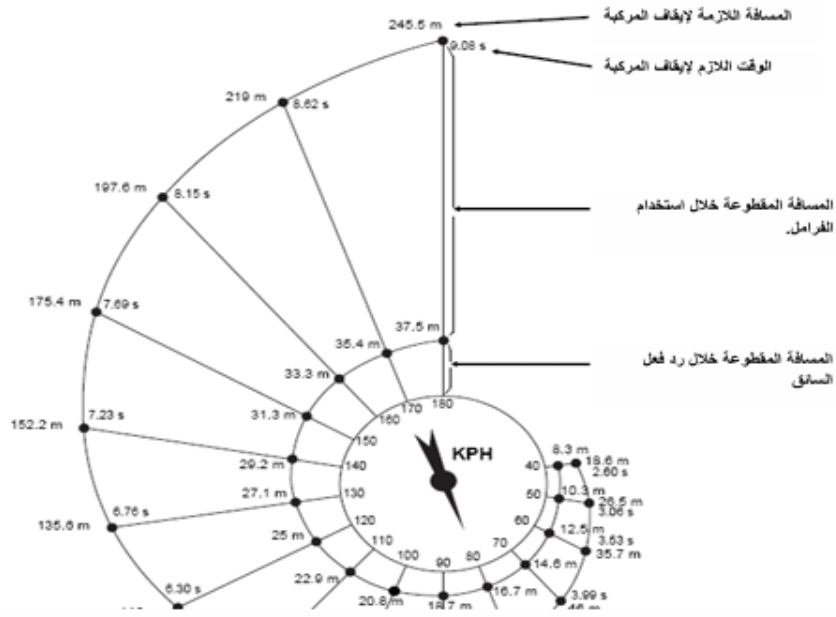 245.5 m
المسافة اللازمة لإيقاف المركبة
9.08 s
الوقت اللازم لإيقاف المركبة
219 m
8.62 s
197.6 m
8.15 s
المسافة المقطوعة خلال استخدام
الفرامل.
175.4 m
7.69 s
37.5 m
35.4 m
المسافة المقطوعة خلال رد فعل
السائق
33.3 m
31.3 m
152.2 m
7.23 s
29.2 m
27.1 m
135.6 m
6.76 s
25 m
6.30 s
22.9 m
20.8 m
18.7 m
16.7 m
14.6 m
12.5 m
10.3 m
8.3 m
18.6 m
2.60 s
26.5 m
3.06 s
3.53 s
35.7 m
3.99 s
KPH
180
170
160
150
140
130
120
110
100
90
80
70
60
50
40